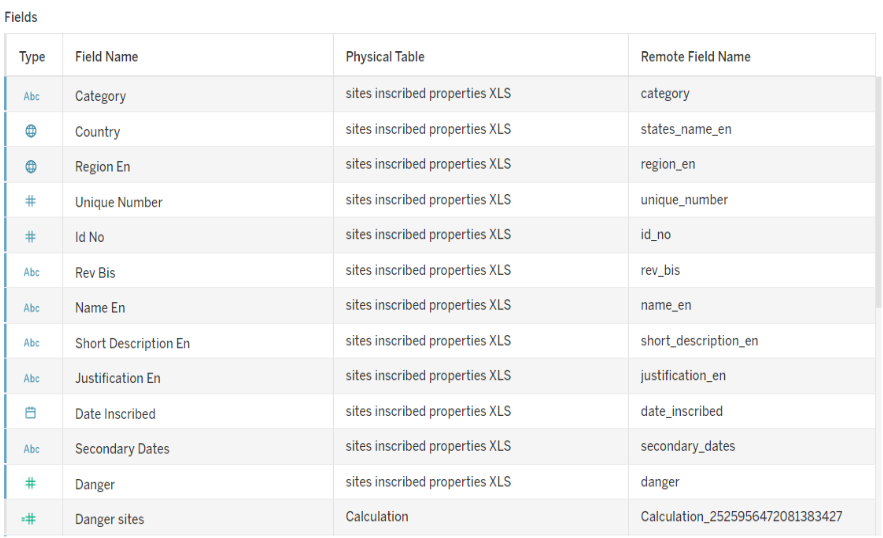 Fields
Type Field Name Physical Table Remote Field Name
Abc Category sites inscribed properties XLS category
Country sites inscribed properties XLS states_name_en
Region En sites inscribed properties XLS region_en
# Unique Number sites inscribed properties XLS unique_number
# Id No sites inscribed properties XLS id_no
Abc Rev Bis sites inscribed properties XLS rev_bis
Abc Name En sites inscribed properties XLS name_en
Abc Short Description En sites inscribed properties XLS short_description_en
Abc Justification En sites inscribed properties XLS justification_en
Date Inscribed sites inscribed properties XLS date_inscribed
Abc Secondary Dates sites inscribed properties XLS secondary_dates
# Danger sites inscribed properties XLS danger
=# Danger sites Calculation Calculation_2525956472081383427